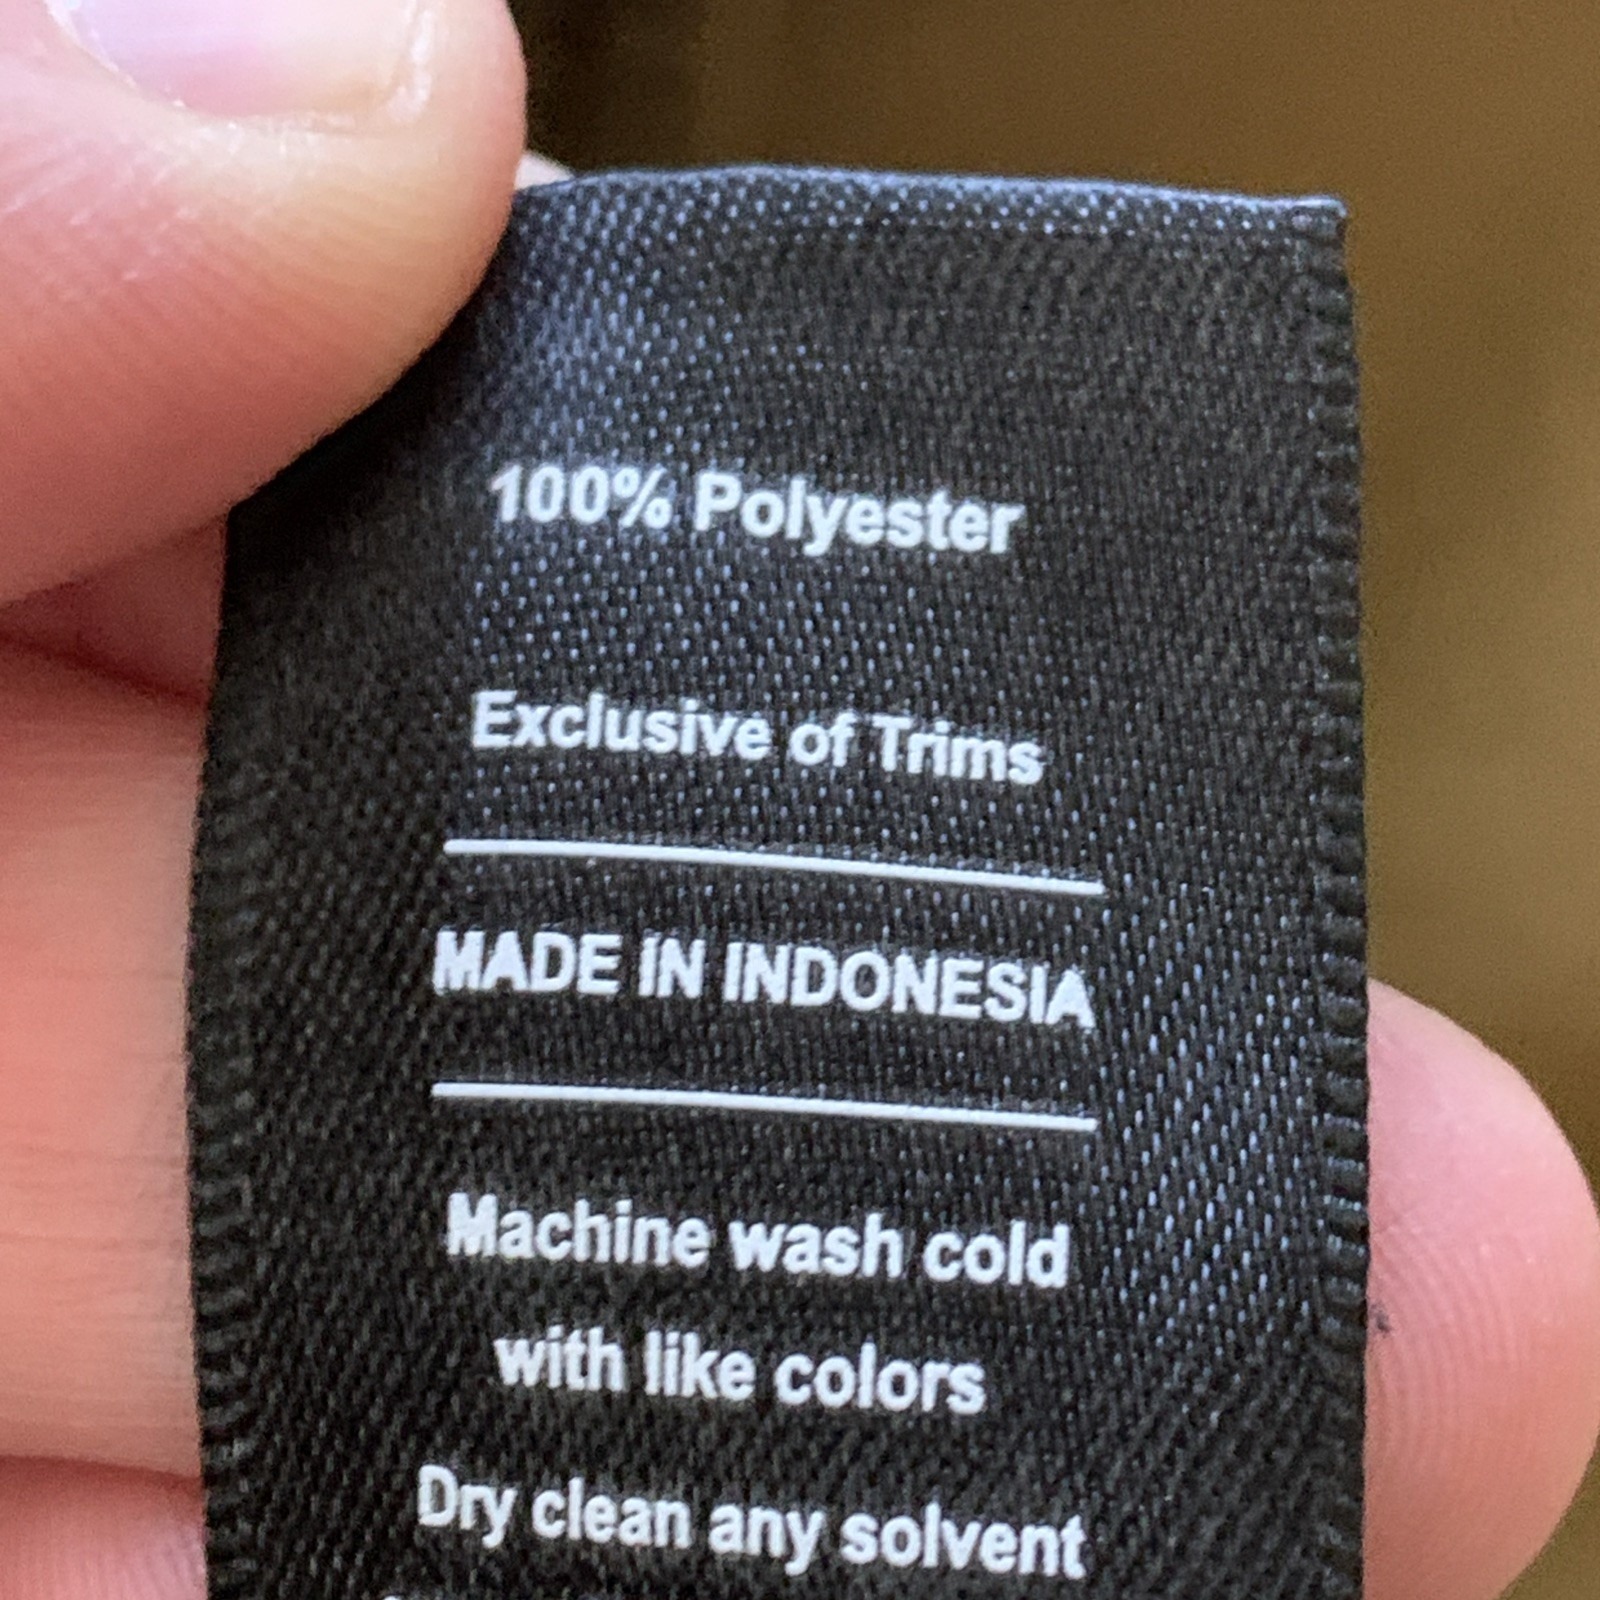 100% Polyester
Exclusive of Trims
MADE IN INDONESIA
Machine wash cold
with like colors
Dry clean any solvent